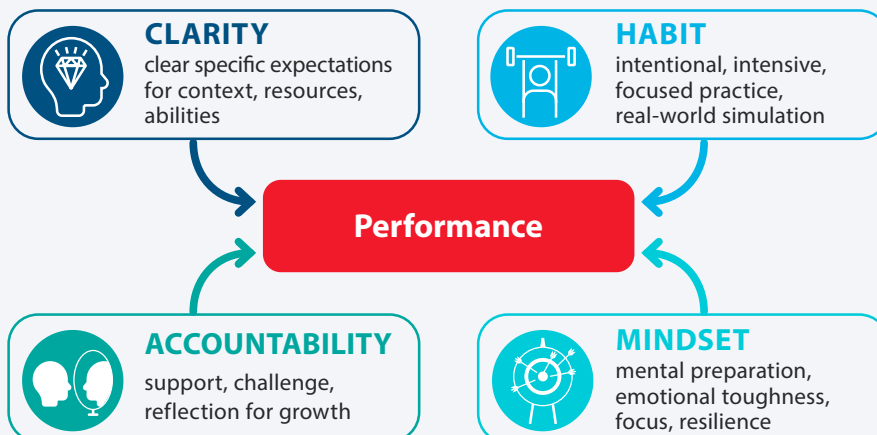 CLARITY
clear specific expectations
for context, resources,
abilities
HABIT
intentional, intensive,
focused practice,
real-world simulation
Performance
ACCOUNTABILITY
support, challenge,
reflection for growth
MINDSET
mental preparation,
emotional toughness,
focus, resilience